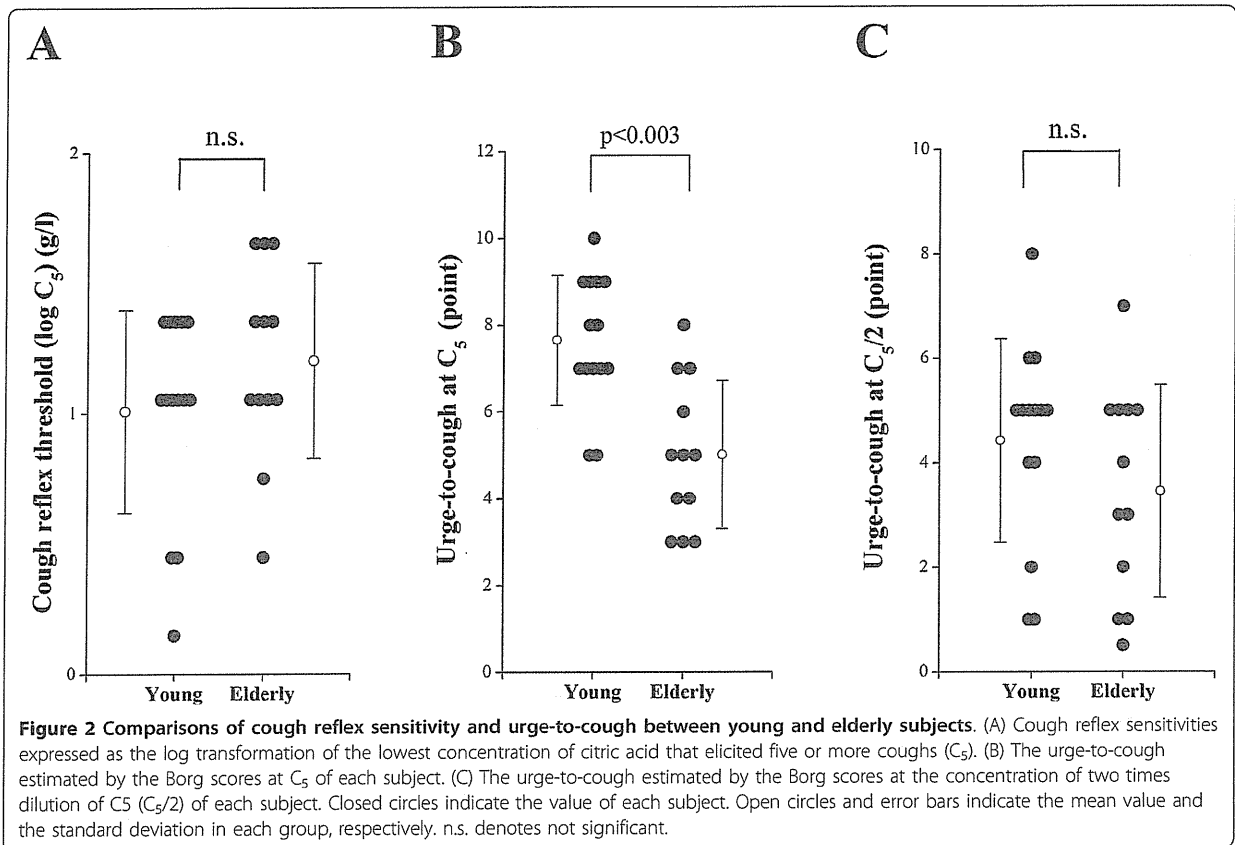 A
B
C
n.s.
p<0.003
n.s.
2
1
0
Cough reflex threshold (log C₅) (g/l)
Young Elderly
12
10
8
6
4
2
0
Urge-to-cough at C₅ (point)
Young Elderly
10
8
6
4
2
0
Urge-to-cough at C₅/2 (point)
Young Elderly
Figure 2 Comparisons of cough reflex sensitivity and urge-to-cough between young and elderly subjects. (A) Cough reflex sensitivities
expressed as the log transformation of the lowest concentration of citric acid that elicited five or more coughs (C₅). (B) The urge-to-cough
estimated by the Borg scores at C₅ of each subject. (C) The urge-to-cough estimated by the Borg scores at the concentration of two times
dilution of C5 (C₅/2) of each subject. Closed circles indicate the value of each subject. Open circles and error bars indicate the mean value and
the standard deviation in each group, respectively. n.s. denotes not significant.